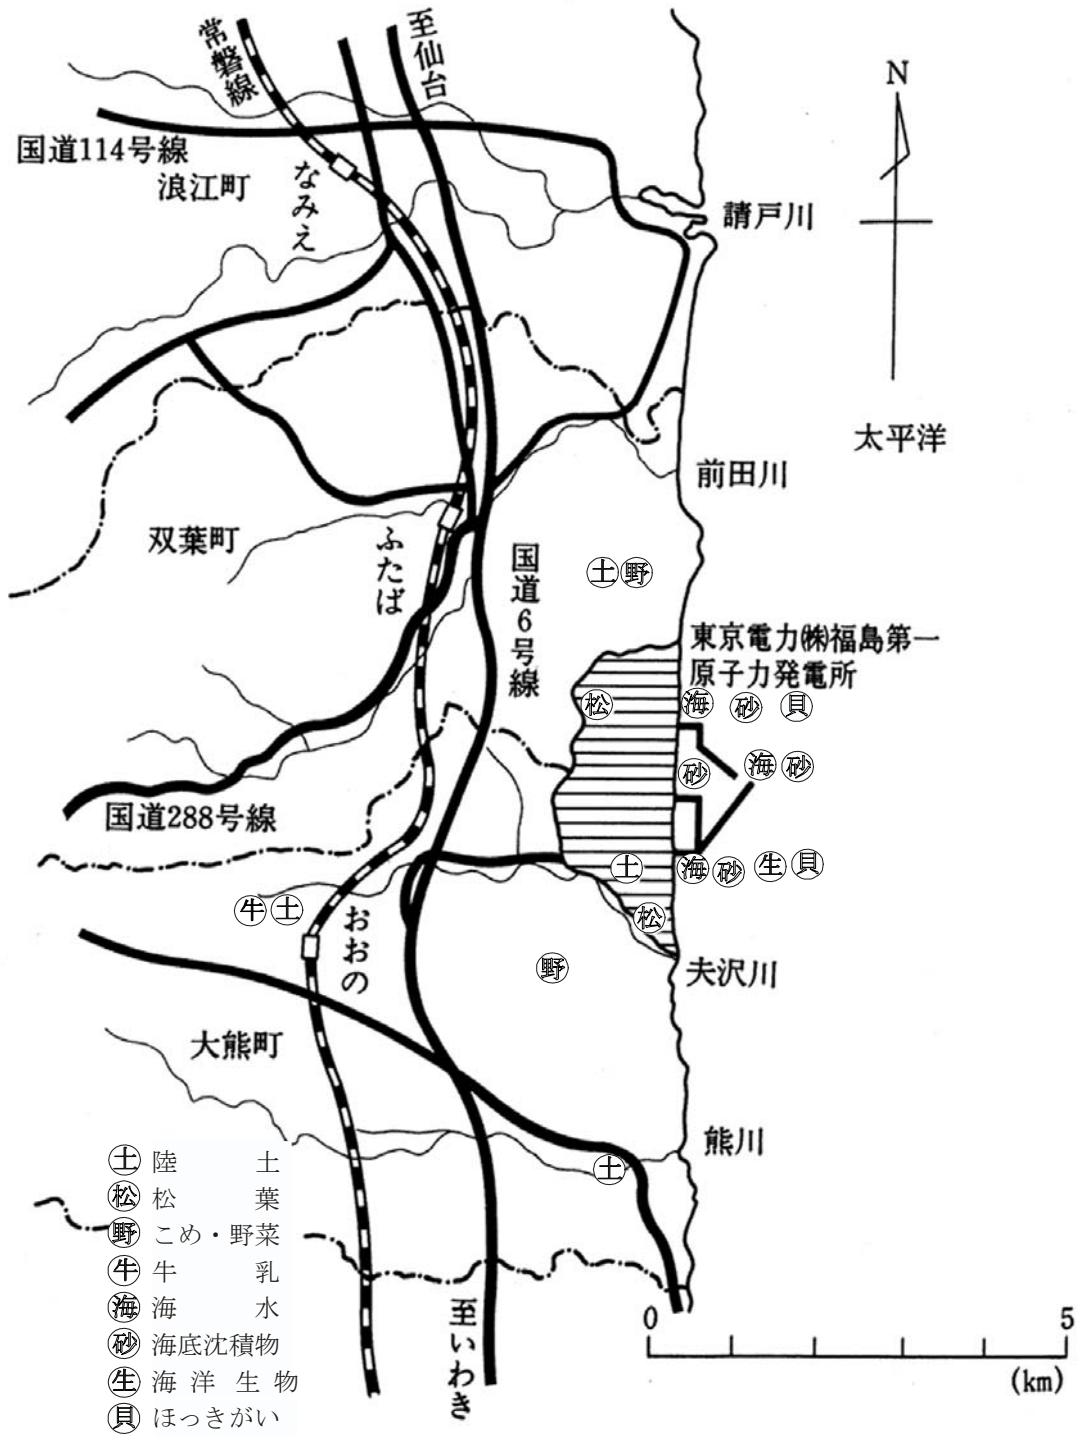 常磐線
至仙台
国道114号線
浪江町
なみえ
請戸川
N
太平洋
前田川
双葉町
ふたば
国道6号線
土 野
東京電力㈱福島第一
原子力発電所
松
海 砂 貝
砂
海 砂
国道288号線
土
海 砂 生 貝
牛 土
おおの
松
野
夫沢川
大熊町
熊川
土
土 陸土
松 松葉
野 こめ・野菜
牛 牛乳
海 海水
砂 海底沈積物
生 海洋生物
貝 ほっきがい
至いわき
0 5
(km)